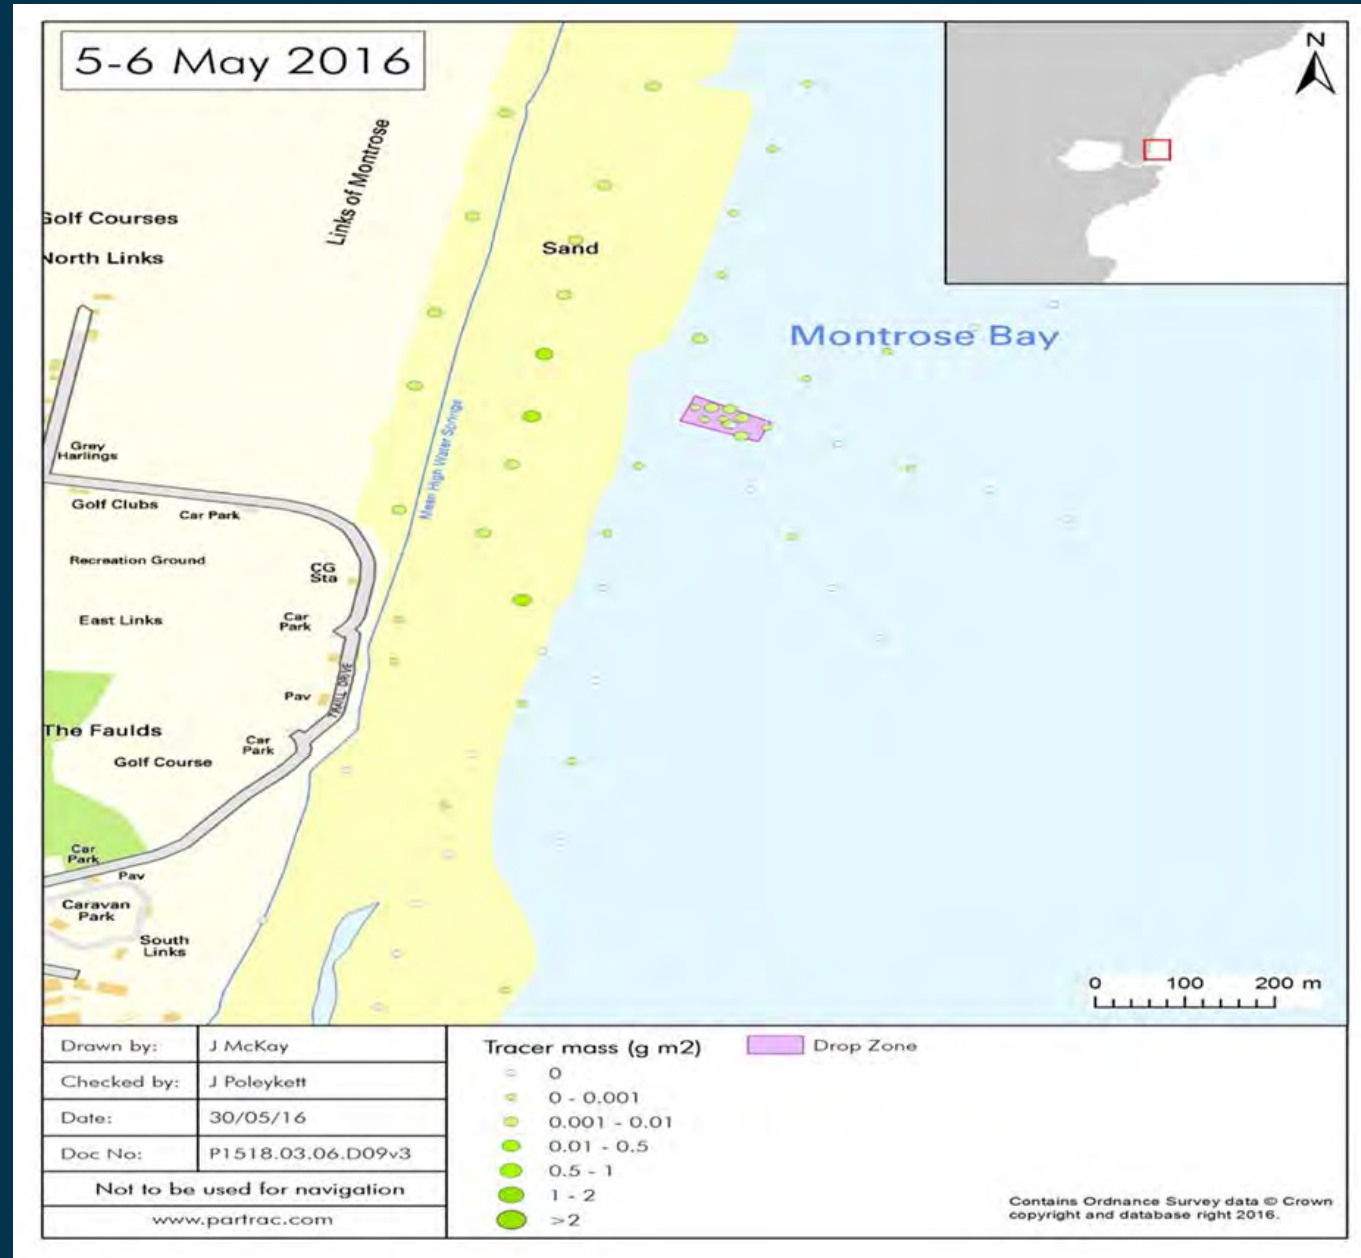 5-6 May 2016
N
Links of Montrose
Golf Courses
North Links
Sand
Montrose Bay
Mean High Water Springs
Grey
Harlings
Golf Clubs
Car Park
Recreation Ground
CG
Sta
East Links
Car
Park
TRAILL DRIVE
Pav
The Faulds
Car
Park
Golf Course
Car
Park
Pav
Caravan
Park
South
Links
0 100 200 m
Drawn by: J McKay
Checked by: J Poleykett
Date: 30/05/16
Doc No: P1518.03.06.D09v3
Not to be used for navigation
www.partrac.com
Tracer mass (g m2)
Drop Zone
0
0 - 0.001
0.001 - 0.01
0.01 - 0.5
0.5 - 1
1 - 2
>2
Contains Ordnance Survey data © Crown
copyright and database right 2016.